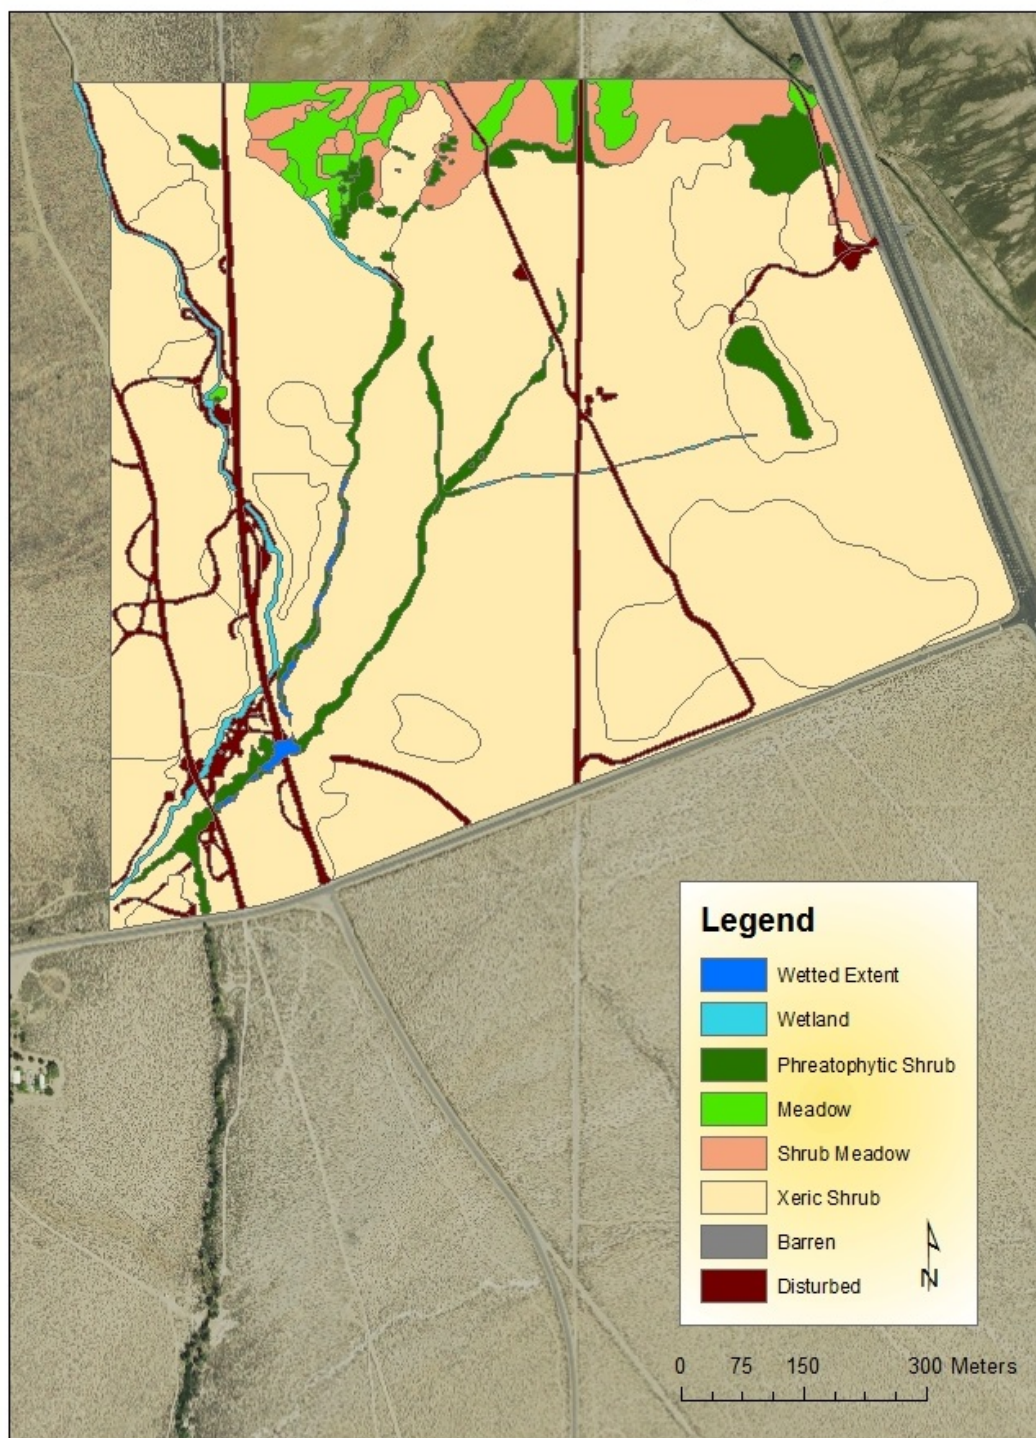 Legend
Wetted Extent
Wetland
Phreatophytic Shrub
Meadow
Shrub Meadow
Xeric Shrub
Barren
Disturbed
N
0 75 150 300 Meters